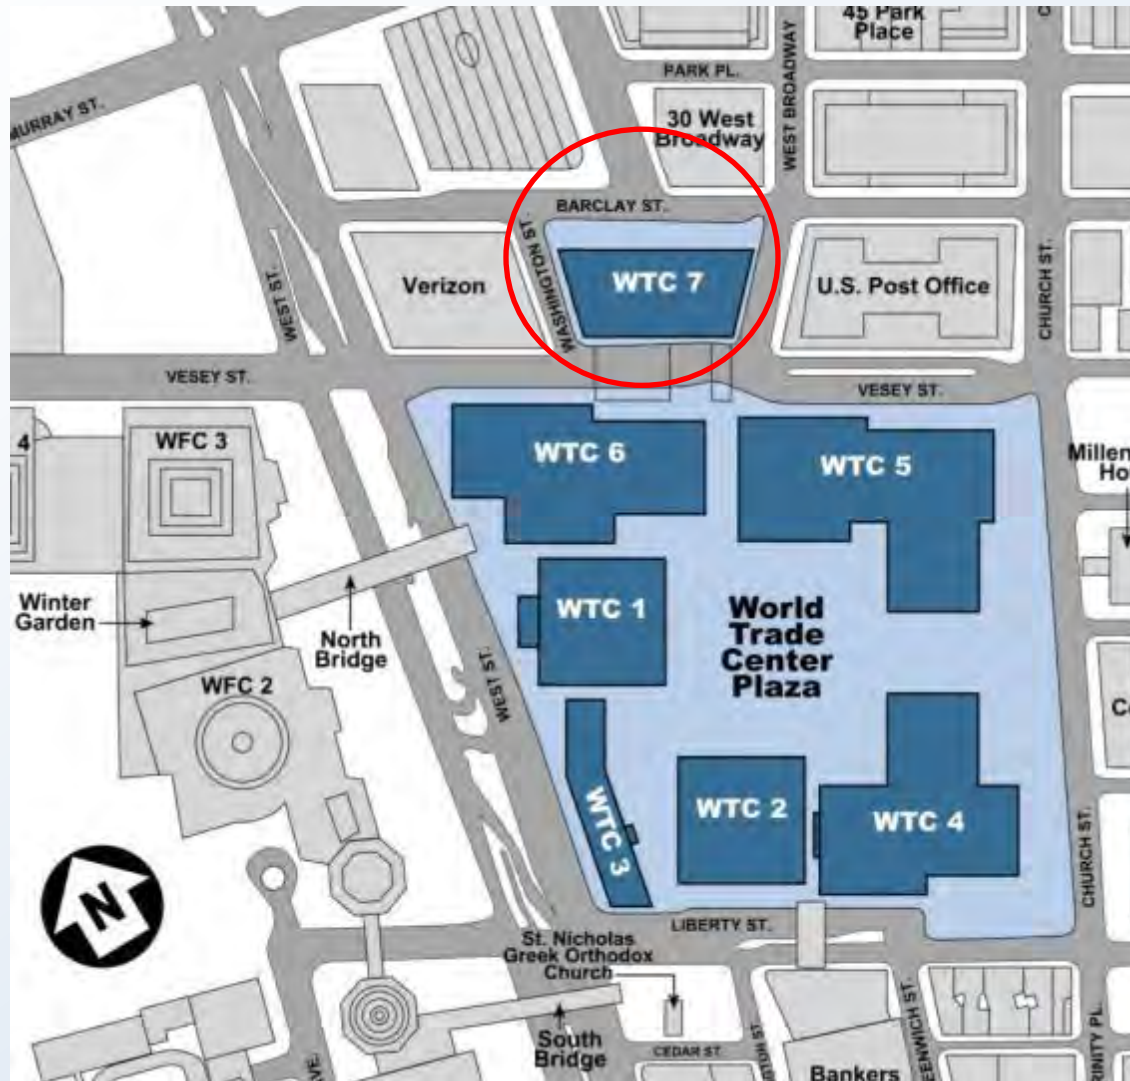 45 Park
Place
PARK PL.
WEST BROADWAY
MURRAY ST.
30 West
Broadway
BARCLAY ST.
WASHINGTON ST.
WTC 7
Verizon
U.S. Post Office
WEST ST.
CHURCH ST.
VESEY ST.
VESEY ST.
4
WFC 3
WTC 6
WTC 5
Winter
Garden
North
Bridge
WTC 1
World
Trade
Center
Plaza
WFC 2
WEST ST.
WTC 3
WTC 2
WTC 4
CHURCH ST.
N
LIBERTY ST.
St. Nicholas
Greek Orthodox
Church
South
Bridge
CEDAR ST.
Bankers